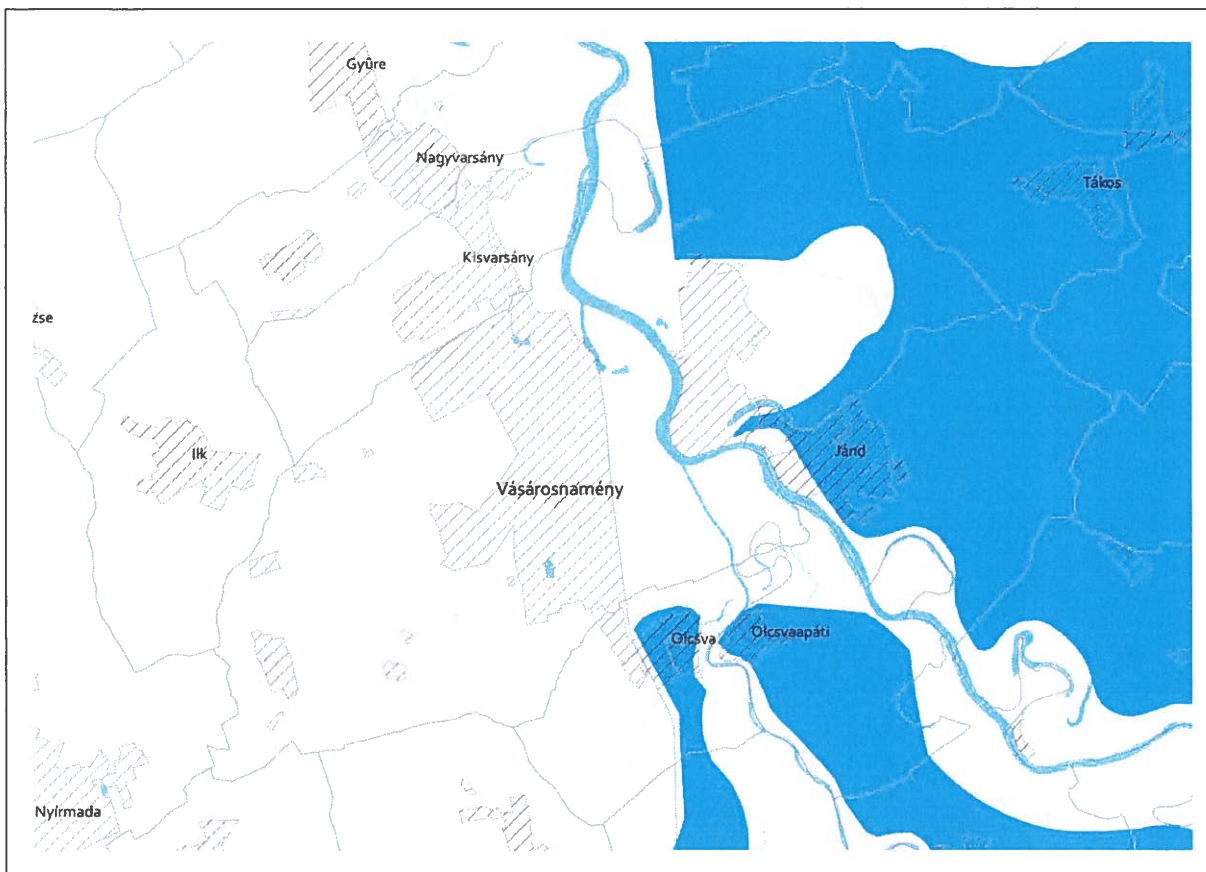 Gyûre
Nagyvarsány
Tákos
Kisvarsány
zse
Ilk
Jánd
Vásárosnamény
Olcsva
Olcsvaapáti
Nyírmada